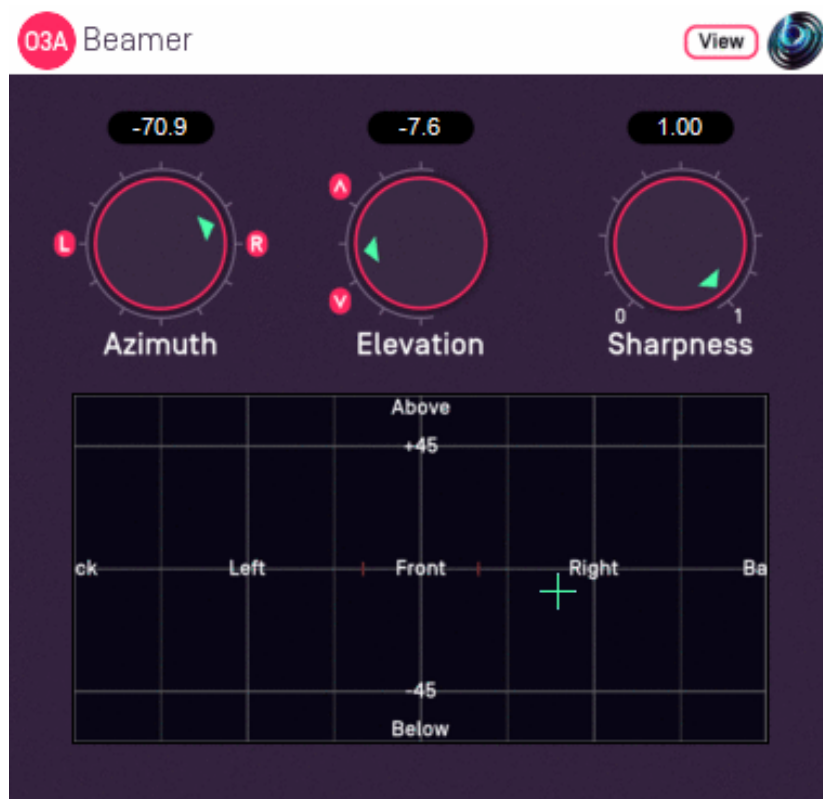 O3A Beamer View
-70.9 -7.6 1.00
L R
0 1
Azimuth Elevation Sharpness
Above
+45
ck Left Front Right Ba
-45
Below